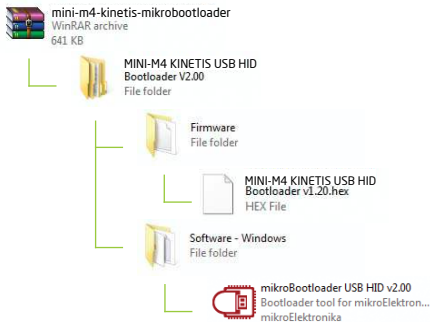 mini-m4-kinetis-mikrobootloader
WinRAR archive
641 KB
MINI-M4 KINETIS USB HID
Bootloader V2.00
File folder
Firmware
File folder
MINI-M4 KINETIS USB HID
Bootloader v1.20.hex
HEX File
Software - Windows
File folder
mikroBootloader USB HID v2.00
Bootloader tool for mikroElektron...
mikroElektronika